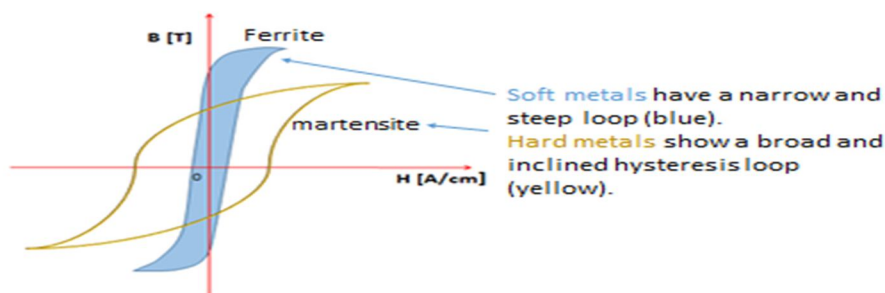 B [T]
Ferrite
martensite
O
H [A/cm]
Soft metals have a narrow and
steep loop (blue).
Hard metals show a broad and
inclined hysteresis loop
(yellow).